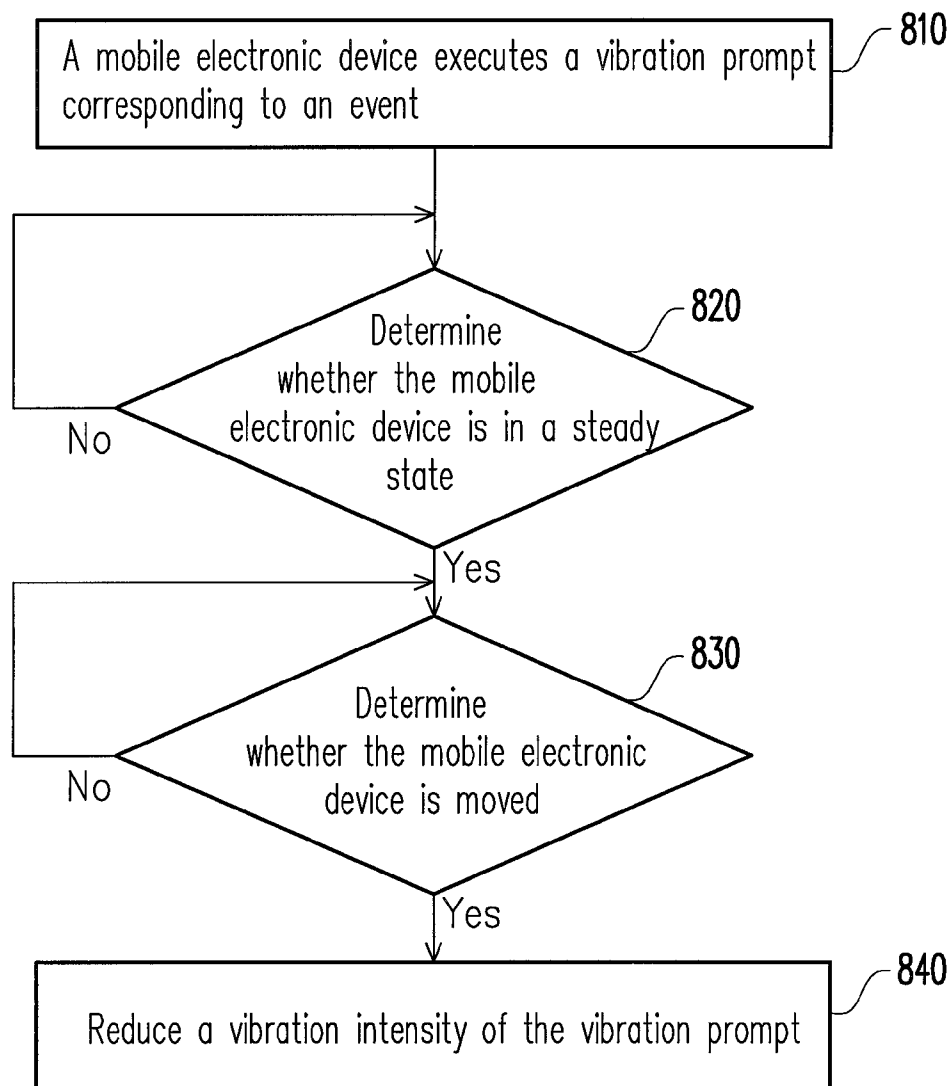 810
A mobile electronic device executes a vibration prompt
corresponding to an event
820
Determine
whether the mobile
electronic device is in a steady
state
No
Yes
830
Determine
whether the mobile electronic
device is moved
No
Yes
840
Reduce a vibration intensity of the vibration prompt